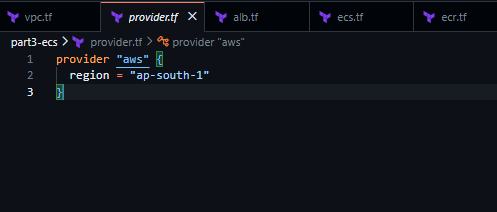 vpc.tf provider.tf × alb.tf ecs.tf ecr.tf
part3-ecs > provider.tf > provider "aws"
1 provider "aws" {
2 region = "ap-south-1"
3 }